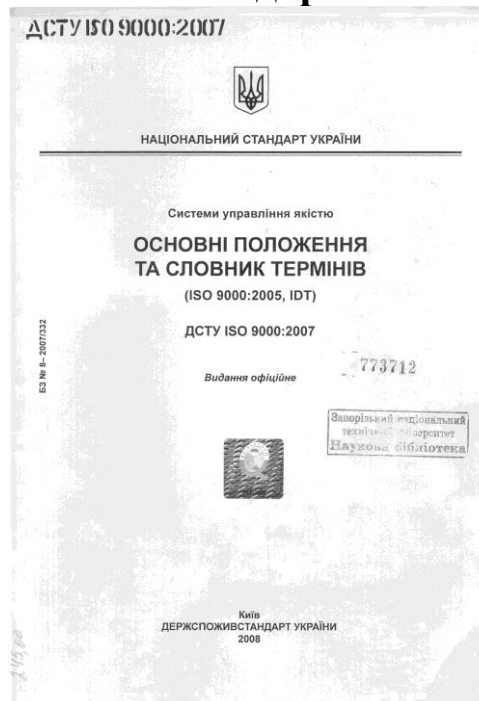 ДСТУ ISO 9000:2007
НАЦІОНАЛЬНИЙ СТАНДАРТ УКРАЇНИ
Системи управління якістю
ОСНОВНІ ПОЛОЖЕННЯ
ТА СЛОВНИК ТЕРМІНІВ
(ISO 9000:2005, IDT)
ДСТУ ISO 9000:2007
БЗ № 8– 2007/332
Видання офіційне
773712
Запорізький національний
Наукова бібліотека
Київ
ДЕРЖСПОЖИВСТАНДАРТ УКРАЇНИ
2008